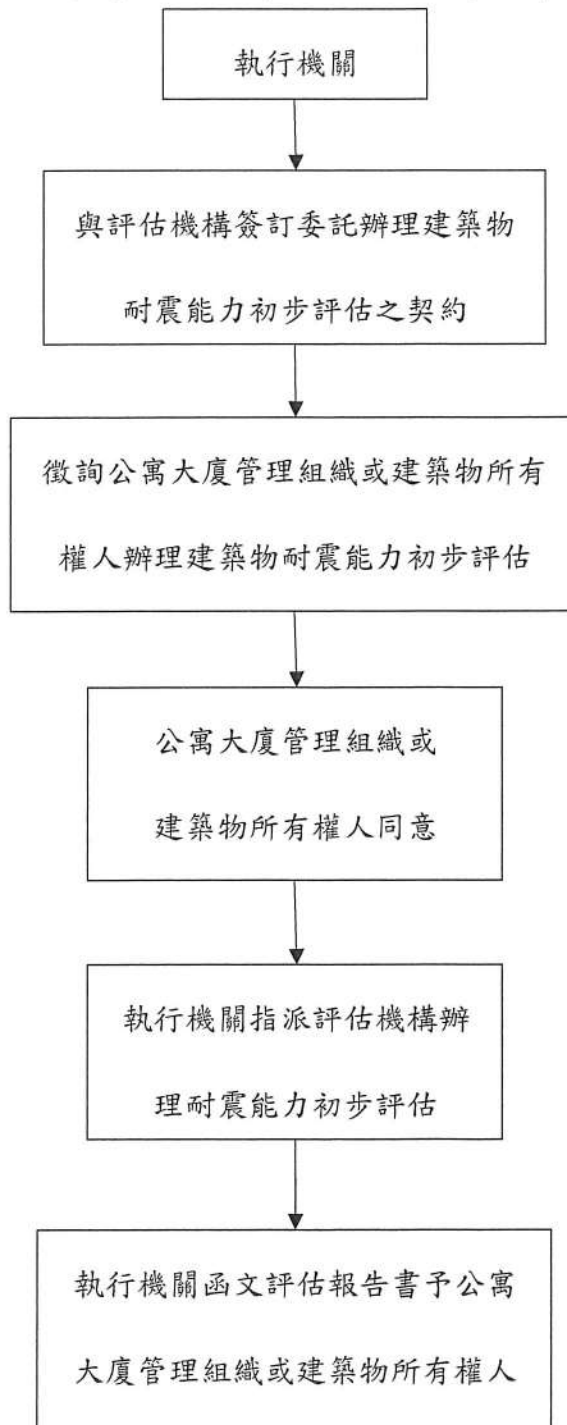 執行機關
與評估機構簽訂委託辦理建築物
耐震能力初步評估之契約
徵詢公寓大廈管理組織或建築物所有
權人辦理建築物耐震能力初步評估
公寓大廈管理組織或
建築物所有權人同意
執行機關指派評估機構辦
理耐震能力初步評估
執行機關函文評估報告書予公寓
大廈管理組織或建築物所有權人